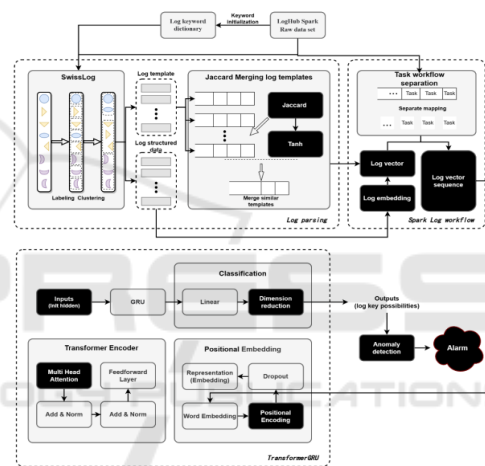 Log keyword
dictionary
Keyword
initialization
LogHub Spark
Raw data set
SwissLog
Labeling Clustering
Log template
Log structured
data
Jaccard Merging log templates
Jaccard
Tanh
Merge similar
templates
Log parsing
Task workflow
separation
... Task Task Task
Separate mapping
... Task Task Task
Log vector
Log embedding
Log vector
sequence
Spark Log workflow
Classification
Inputs
(Init hidden)
GRU
Linear
Dimension
reduction
Outputs
(log key possibilities)
Anomaly
detection
Alarm
Transformer Encoder
Multi Head
Attention
Feedforward
Layer
Add & Norm
Add & Norm
Positional Embedding
Representation
(Embedding)
Dropout
Word Embedding
Positional
Encoding
TransformerGRU